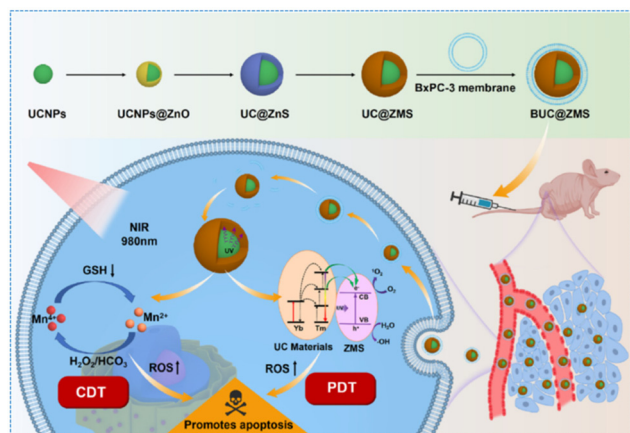 UCNPs
UCNPs@ZnO
UC@ZnS
UC@ZMS
BxPC-3 membrane
BUC@ZMS
NIR
980nm
UV
GSH↓
Mn⁴⁺
Mn²⁺
H₂O₂/HCO₃
ROS↑
CDT
Yb
Tm
UC Materials
e⁻
CB
VB
h⁺
ZMS
¹O₂
O₂
H₂O
·OH
ROS↑
PDT
Promotes apoptosis